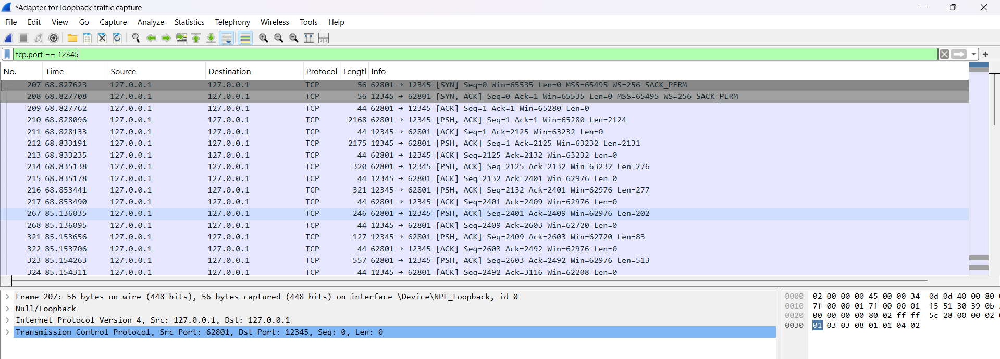 *Adapter for loopback traffic capture
File Edit View Go Capture Analyze Statistics Telephony Wireless Tools Help
tcp.port == 12345
No. Time Source Destination Protocol Length Info
207 68.827623 127.0.0.1 127.0.0.1 TCP 56 62801 → 12345 [SYN] Seq=0 Win=65535 Len=0 MSS=65495 WS=256 SACK_PERM
208 68.827708 127.0.0.1 127.0.0.1 TCP 56 12345 → 62801 [SYN, ACK] Seq=0 Ack=1 Win=65535 Len=0 MSS=65495 WS=256 SACK_PERM
209 68.827762 127.0.0.1 127.0.0.1 TCP 44 62801 → 12345 [ACK] Seq=1 Ack=1 Win=65280 Len=0
210 68.828096 127.0.0.1 127.0.0.1 TCP 2168 62801 → 12345 [PSH, ACK] Seq=1 Ack=1 Win=65280 Len=2124
211 68.828133 127.0.0.1 127.0.0.1 TCP 44 12345 → 62801 [ACK] Seq=1 Ack=2125 Win=63232 Len=0
212 68.833191 127.0.0.1 127.0.0.1 TCP 2175 12345 → 62801 [PSH, ACK] Seq=1 Ack=2125 Win=63232 Len=2131
213 68.833235 127.0.0.1 127.0.0.1 TCP 44 62801 → 12345 [ACK] Seq=2125 Ack=2132 Win=63232 Len=0
214 68.835138 127.0.0.1 127.0.0.1 TCP 320 62801 → 12345 [PSH, ACK] Seq=2125 Ack=2132 Win=63232 Len=276
215 68.835178 127.0.0.1 127.0.0.1 TCP 44 12345 → 62801 [ACK] Seq=2132 Ack=2401 Win=62976 Len=0
216 68.853441 127.0.0.1 127.0.0.1 TCP 321 12345 → 62801 [PSH, ACK] Seq=2132 Ack=2401 Win=62976 Len=277
217 68.853490 127.0.0.1 127.0.0.1 TCP 44 62801 → 12345 [ACK] Seq=2401 Ack=2409 Win=62976 Len=0
267 85.136035 127.0.0.1 127.0.0.1 TCP 246 62801 → 12345 [PSH, ACK] Seq=2401 Ack=2409 Win=62976 Len=202
268 85.136095 127.0.0.1 127.0.0.1 TCP 44 12345 → 62801 [ACK] Seq=2409 Ack=2603 Win=62720 Len=0
321 85.153656 127.0.0.1 127.0.0.1 TCP 127 12345 → 62801 [PSH, ACK] Seq=2409 Ack=2603 Win=62720 Len=83
322 85.153706 127.0.0.1 127.0.0.1 TCP 44 62801 → 12345 [ACK] Seq=2603 Ack=2492 Win=62976 Len=0
323 85.154263 127.0.0.1 127.0.0.1 TCP 557 62801 → 12345 [PSH, ACK] Seq=2603 Ack=2492 Win=62976 Len=513
324 85.154311 127.0.0.1 127.0.0.1 TCP 44 12345 → 62801 [ACK] Seq=2492 Ack=3116 Win=62208 Len=0
Frame 207: 56 bytes on wire (448 bits), 56 bytes captured (448 bits) on interface \Device\NPF_Loopback, id 0
Null/Loopback
Internet Protocol Version 4, Src: 127.0.0.1, Dst: 127.0.0.1
Transmission Control Protocol, Src Port: 62801, Dst Port: 12345, Seq: 0, Len: 0
0000 02 00 00 00 45 00 00 34 0d 0d 40 00 80
0010 7f 00 00 01 7f 00 00 01 f5 51 30 39 0b
0020 00 00 00 00 80 02 ff ff 5c 28 00 00 02
0030 01 03 03 08 01 01 04 02